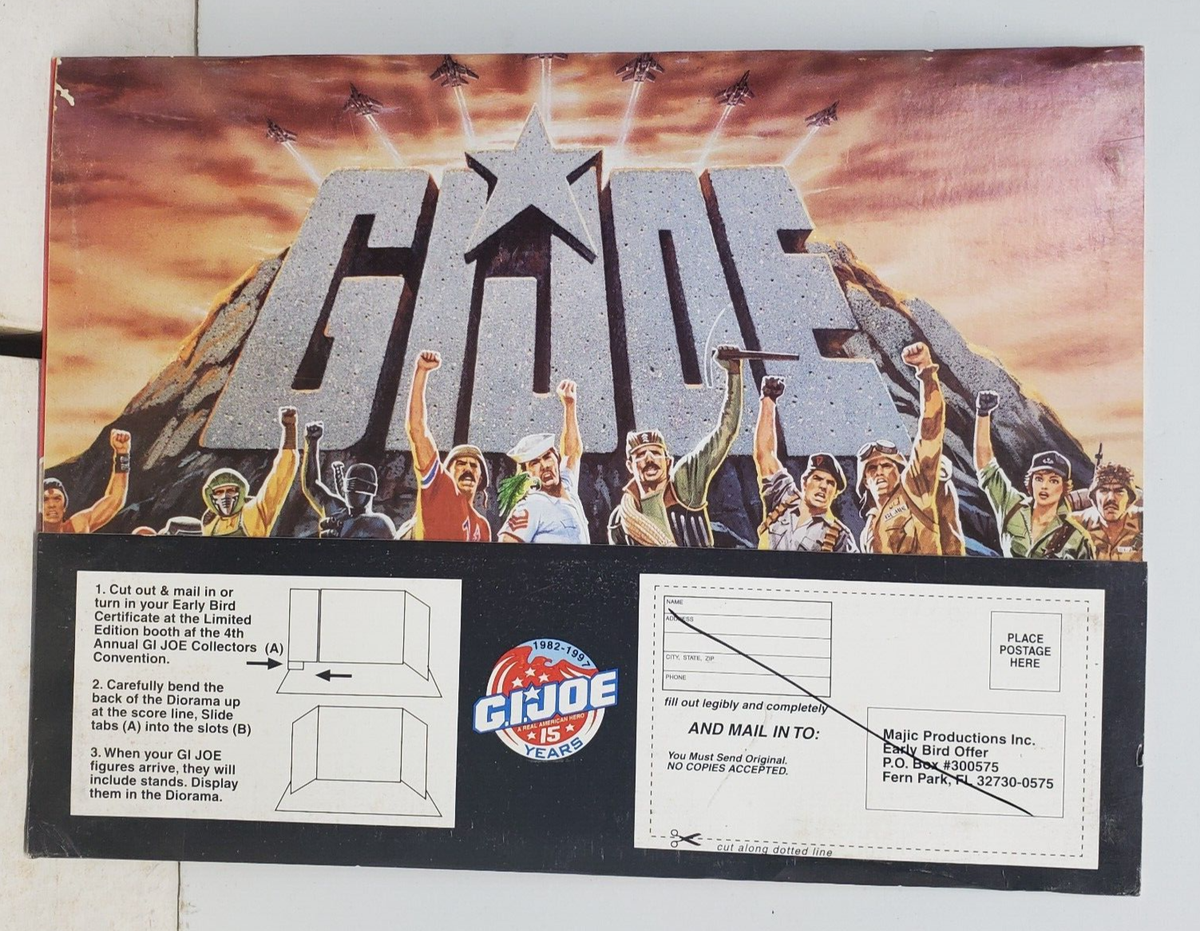 GIJOE
1. Cut out & mail in or
turn in your Early Bird
Certificate at the Limited
Edition booth af the 4th
Annual GI JOE Collectors
Convention.
(A)
2. Carefully bend the
back of the Diorama up
at the score line, Slide
tabs (A) into the slots (B)
3. When your GI JOE
figures arrive, they will
include stands. Display
them in the Diorama.
1982-1997
G.I.JOE
A REAL AMERICAN HERO
15
YEARS
NAME
ADDRESS
CITY, STATE, ZIP
PHONE
fill out legibly and completely
AND MAIL IN TO:
You Must Send Original.
NO COPIES ACCEPTED.
PLACE
POSTAGE
HERE
Majic Productions Inc.
Early Bird Offer
P.O. Box #300575
Fern Park, FL 32730-0575
cut along dotted line